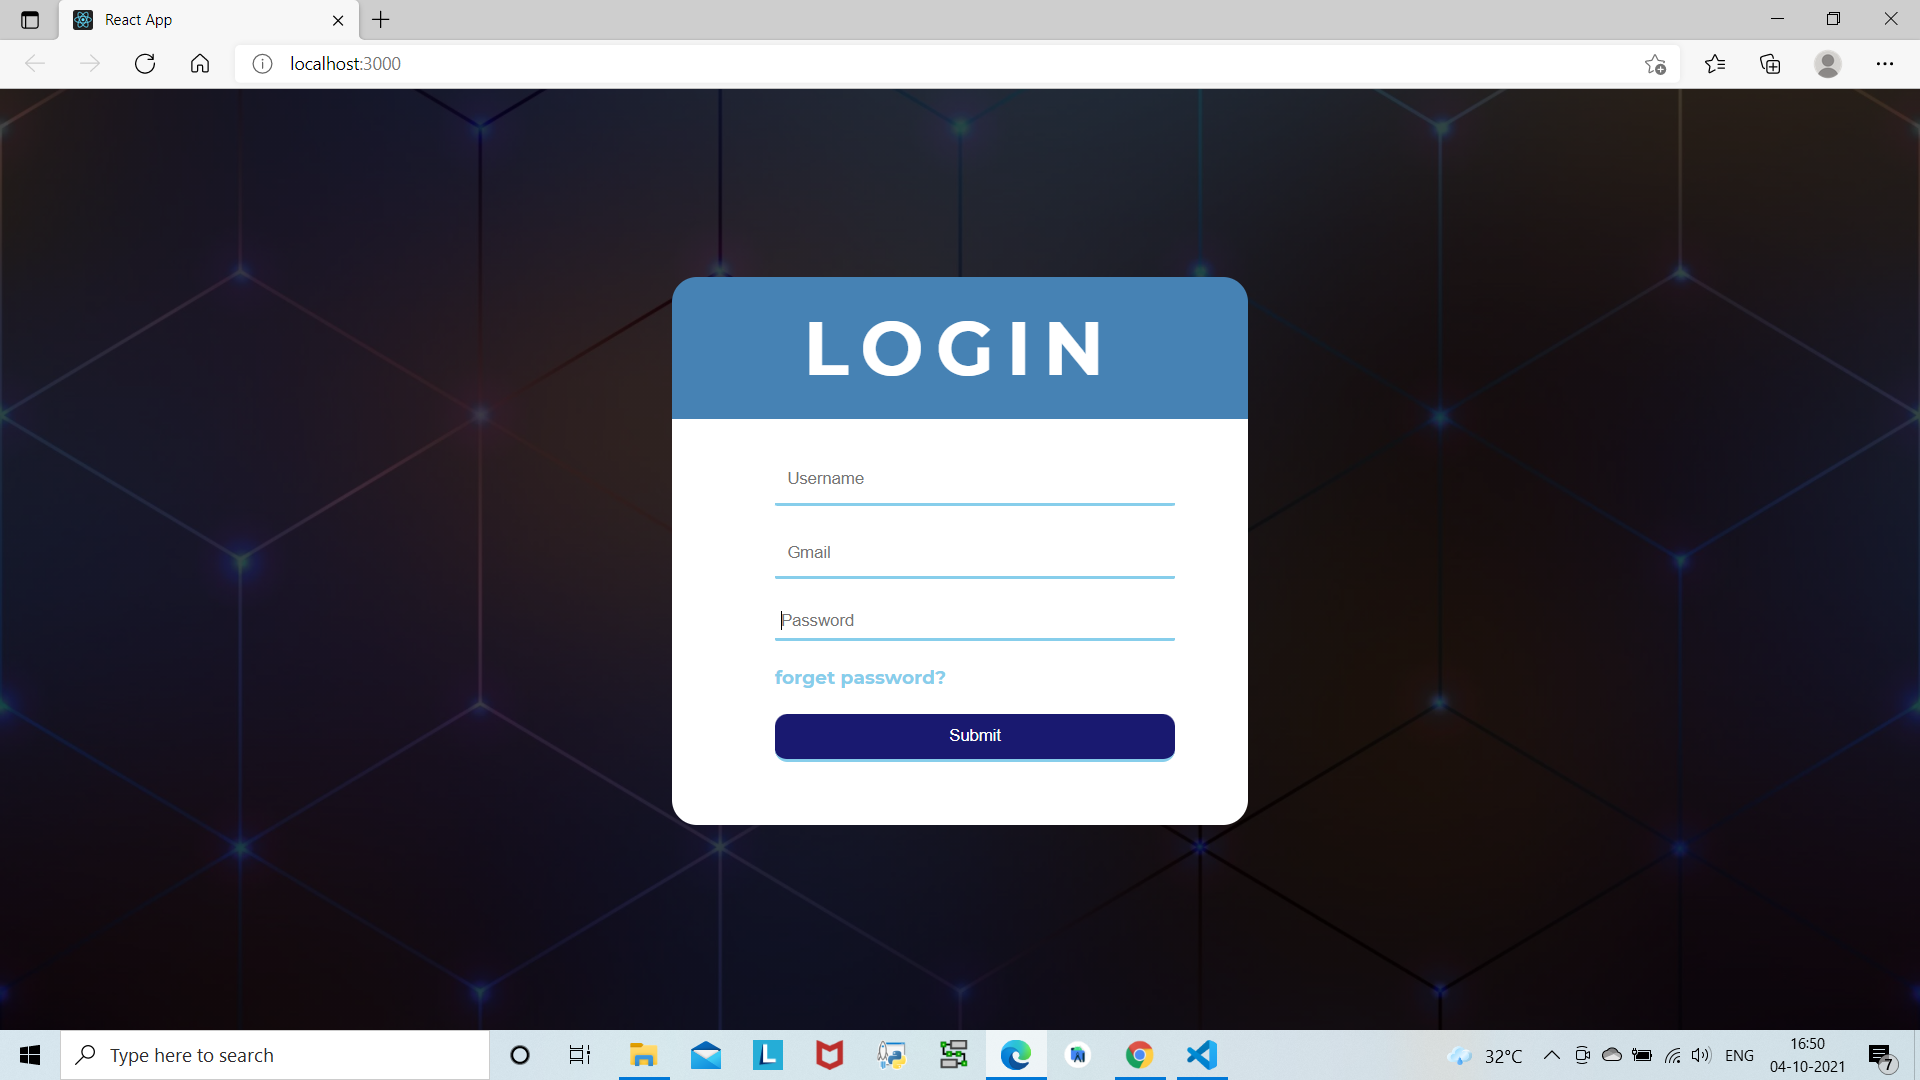 React App
localhost:3000
LOGIN
Username
Gmail
Password
forget password?
Submit
Type here to search
L
32°C
ENG
16:50
04-10-2021
7